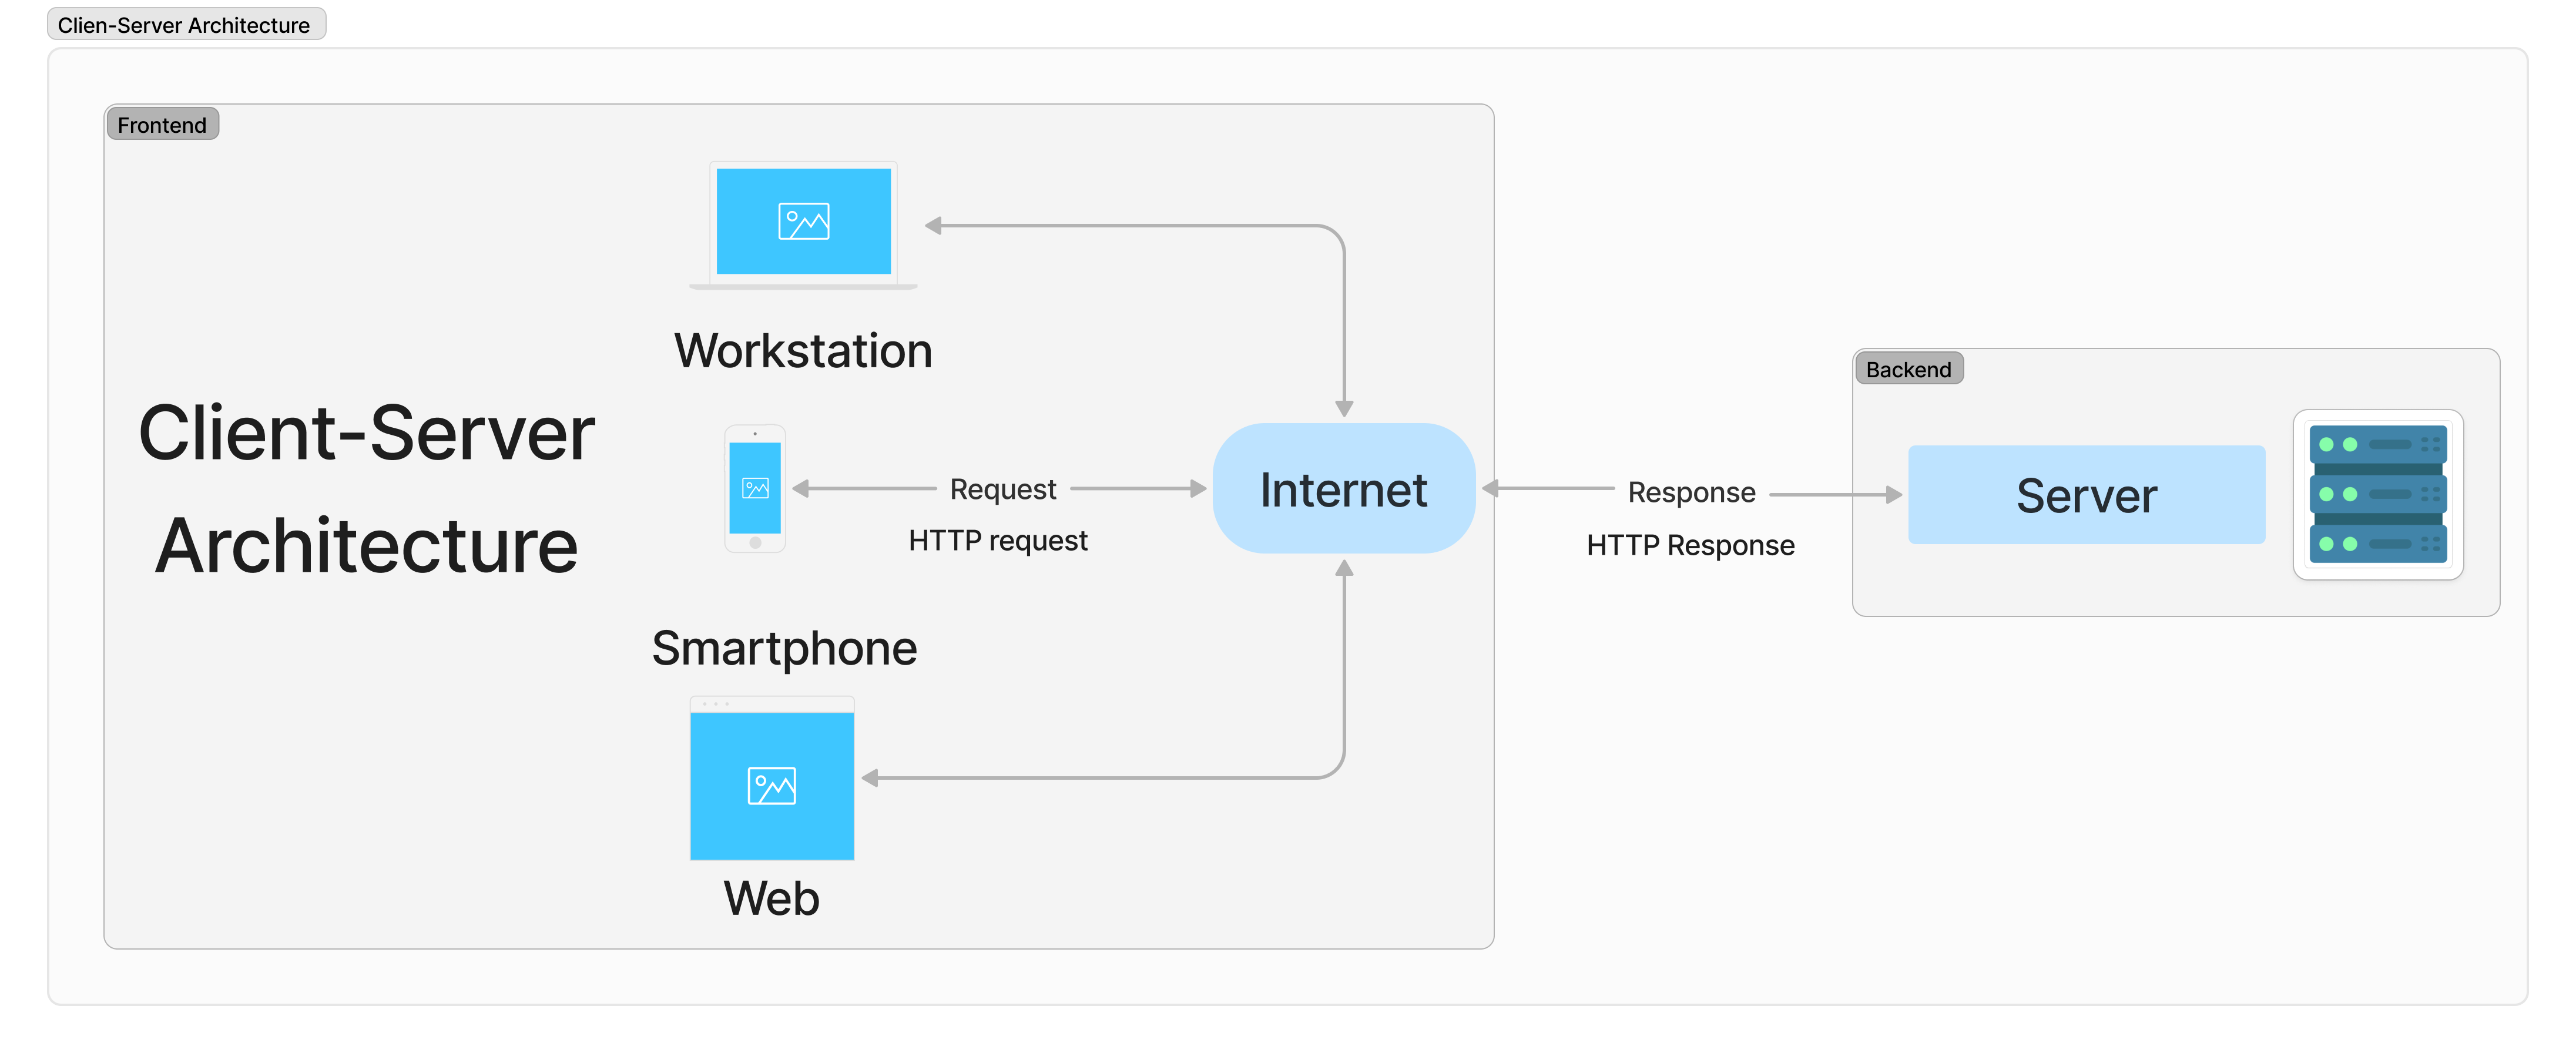 Clien-Server Architecture
Frontend
Workstation
Client-Server
Architecture
Request
HTTP request
Internet
Response
HTTP Response
Backend
Server
Smartphone
Web